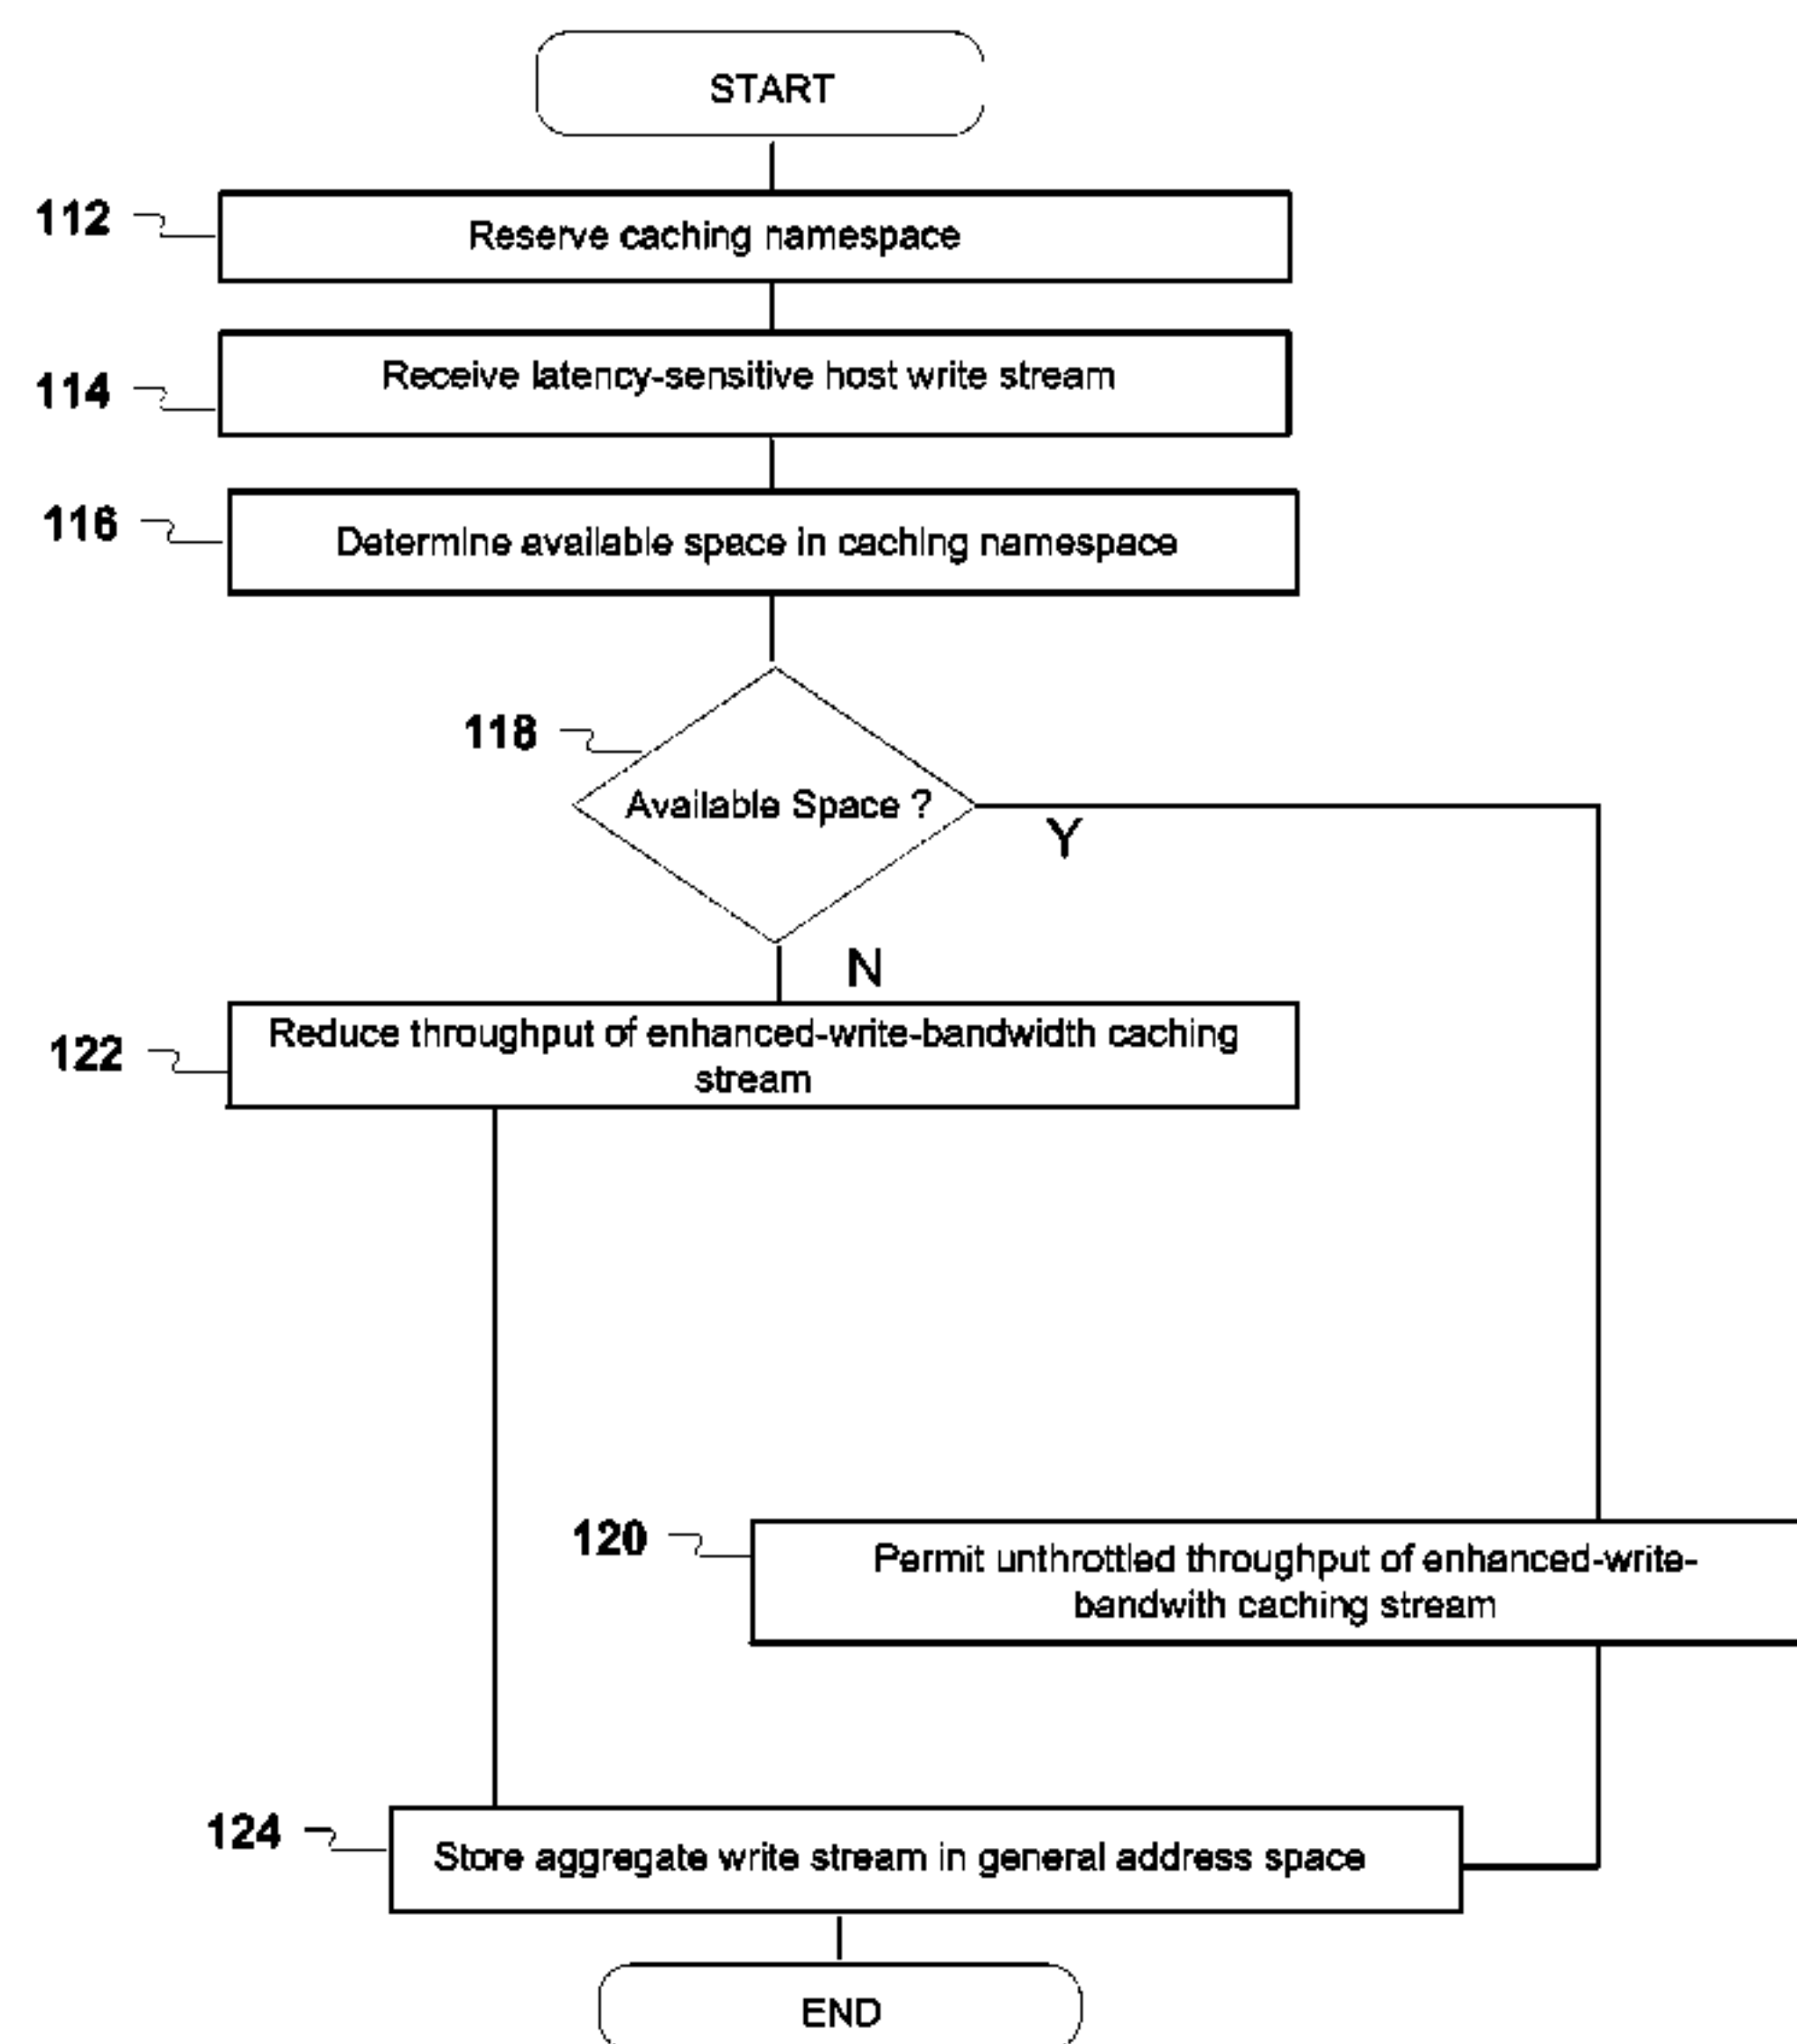 START
112
Reserve caching namespace
114
Receive latency-sensitive host write stream
116
Determine available space in caching namespace
118
Available Space ?
Y
N
122
Reduce throughput of enhanced-write-bandwidth caching
stream
120
Permit unthrottled throughput of enhanced-write-
bandwith caching stream
124
Store aggregate write stream in general address space
END